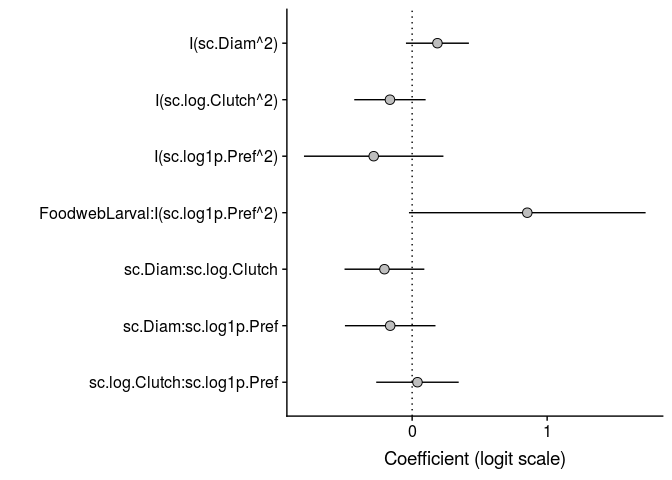 I(sc.Diam^2)
I(sc.log.Clutch^2)
I(sc.log1p.Pref^2)
FoodwebLarval:I(sc.log1p.Pref^2)
sc.Diam:sc.log.Clutch
sc.Diam:sc.log1p.Pref
sc.log.Clutch:sc.log1p.Pref
0 1
Coefficient (logit scale)